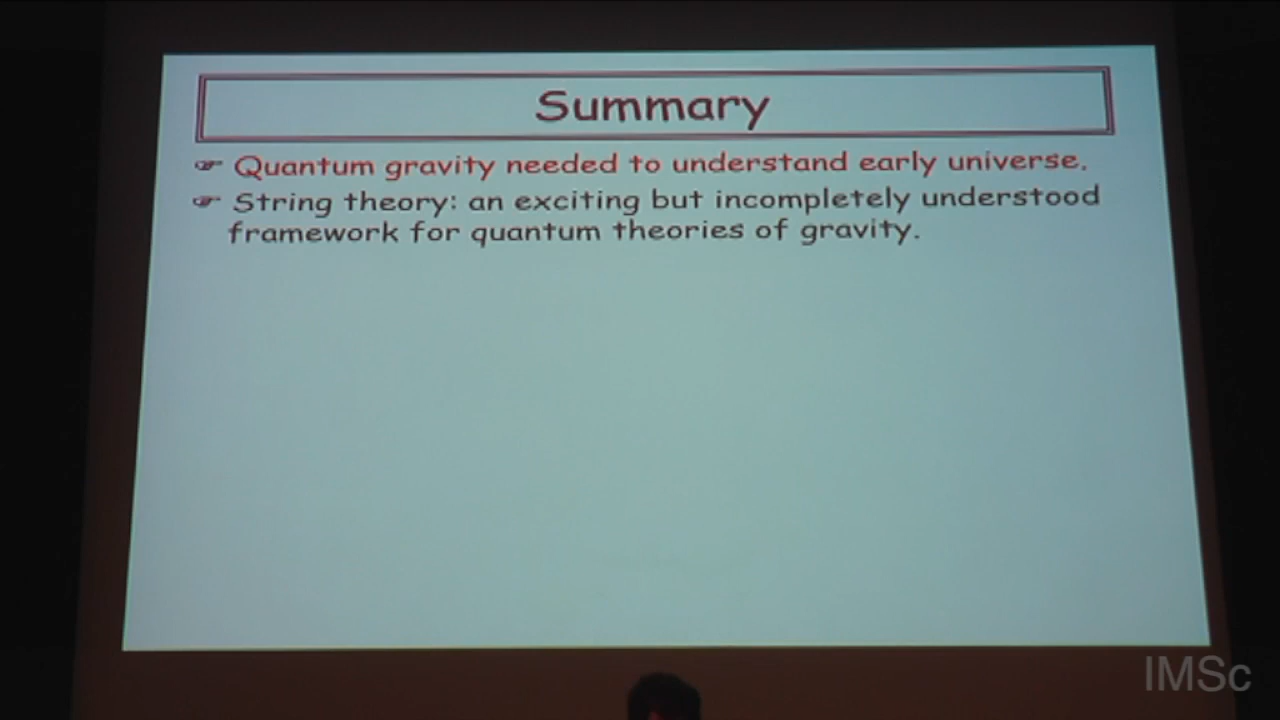 Summary
☞ Quantum gravity needed to understand early universe.
☞ String theory: an exciting but incompletely understood
framework for quantum theories of gravity.
IMSc